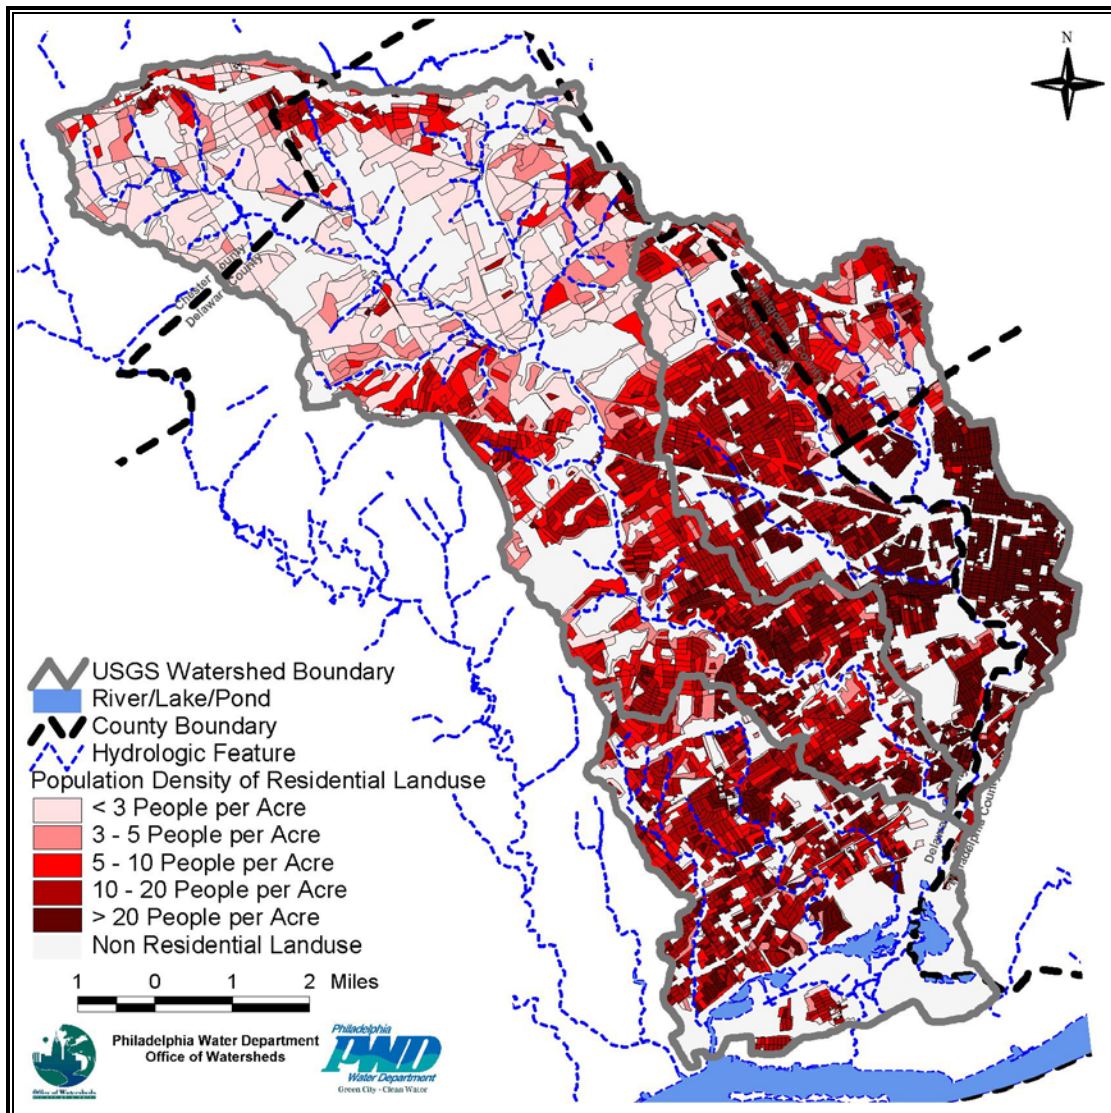 N
Chester County
Delaware County
USGS Watershed Boundary
River/Lake/Pond
County Boundary
Hydrologic Feature
Population Density of Residential Landuse
< 3 People per Acre
3 - 5 People per Acre
5 - 10 People per Acre
10 - 20 People per Acre
> 20 People per Acre
Non Residential Landuse
1 0 1 2 Miles
Philadelphia Water Department
Office of Watersheds
Office of Watersheds
Philadelphia
PWD
Water Department
Green City - Clean Water